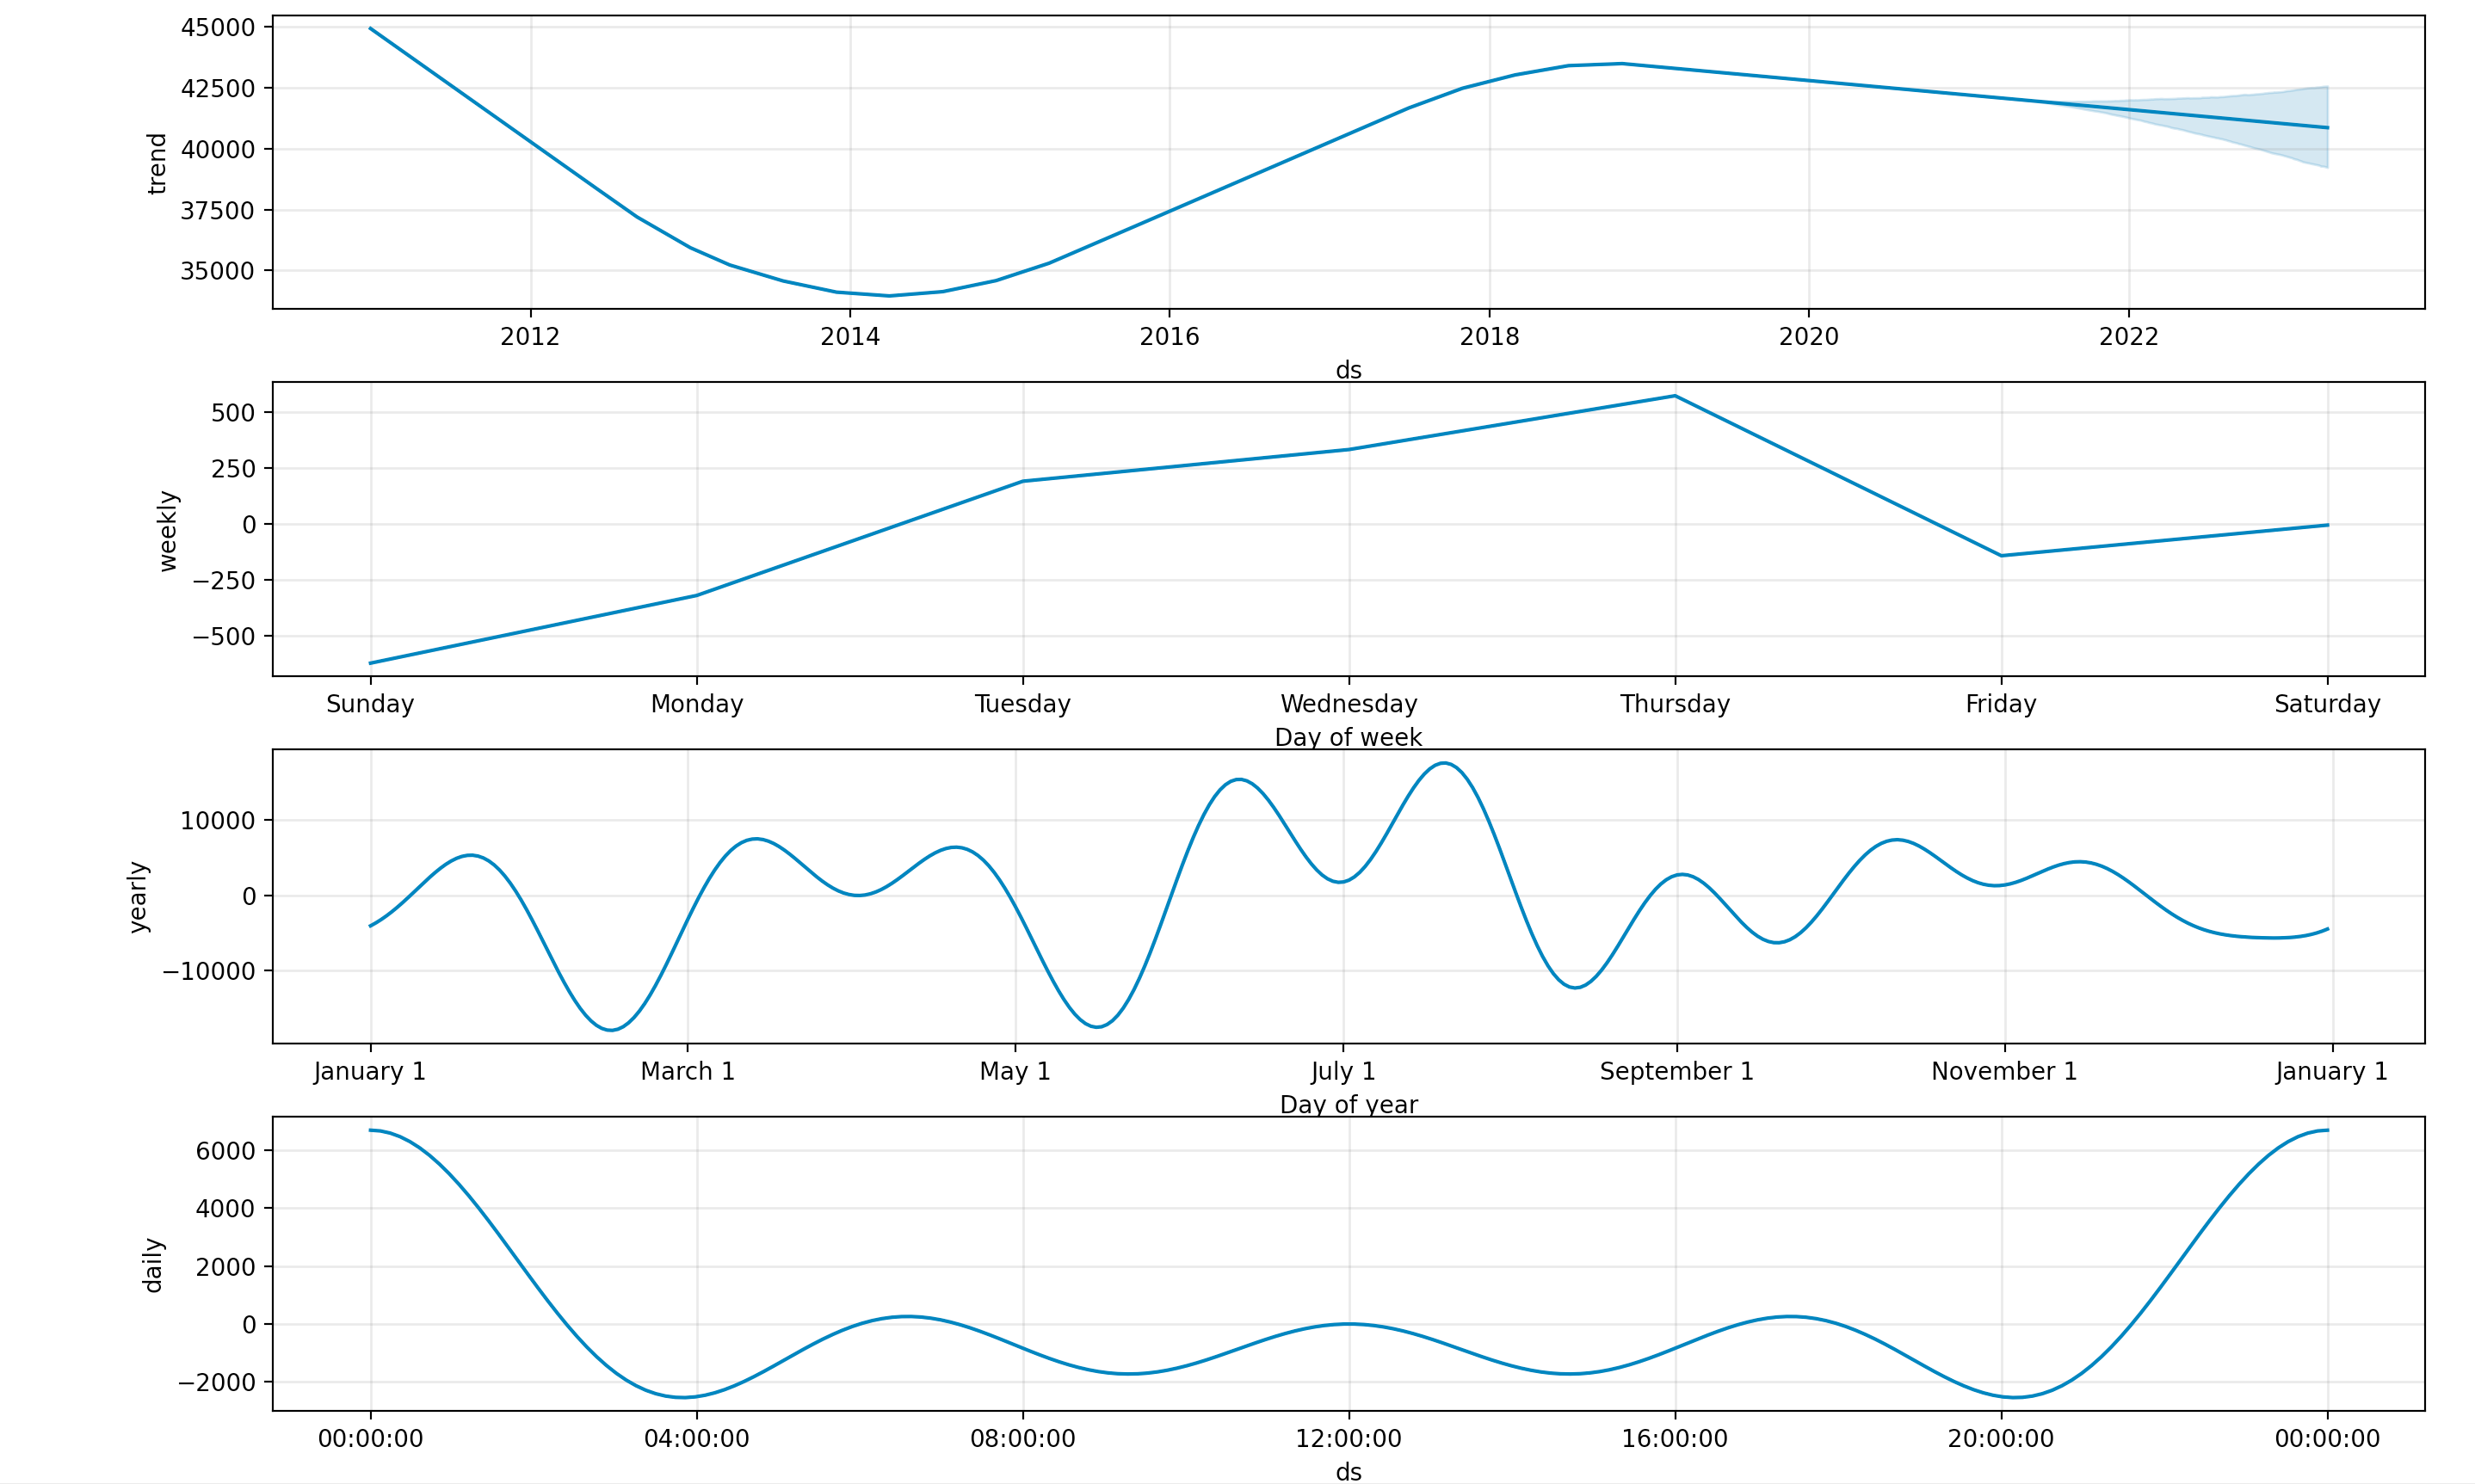 45000
42500
40000
37500
35000
trend
2012 2014 2016 2018 2020 2022
ds
500
250
0
−250
−500
weekly
Sunday Monday Tuesday Wednesday Thursday Friday Saturday
Day of week
10000
0
−10000
yearly
January 1 March 1 May 1 July 1 September 1 November 1 January 1
Day of year
6000
4000
2000
0
−2000
daily
00:00:00 04:00:00 08:00:00 12:00:00 16:00:00 20:00:00 00:00:00
ds